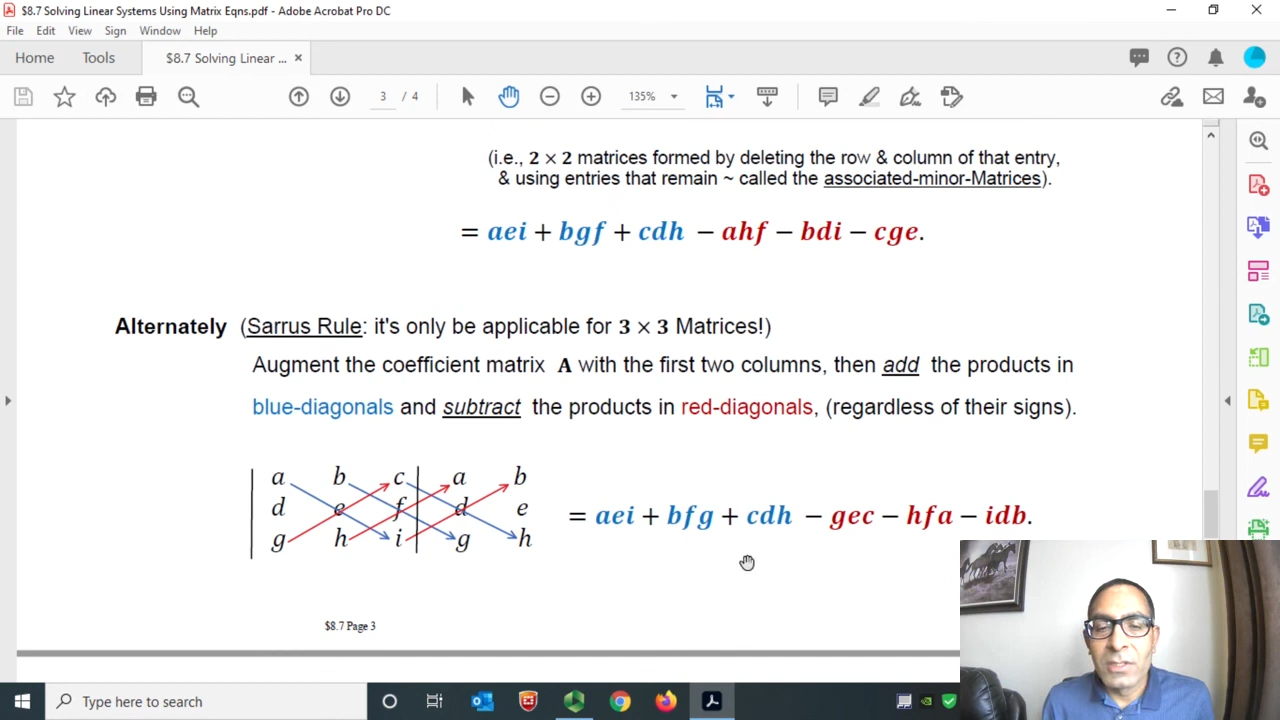 $8.7 Solving Linear Systems Using Matrix Eqns.pdf - Adobe Acrobat Pro DC
File Edit View Sign Window Help
Home Tools $8.7 Solving Linear ... ×
3 / 4 135%
(i.e., 2 × 2 matrices formed by deleting the row & column of that entry,
& using entries that remain ~ called the associated-minor-Matrices).
= aei + bgf + cdh − ahf − bdi − cge.
Alternately (Sarrus Rule: it's only be applicable for 3 × 3 Matrices!)
Augment the coefficient matrix A with the first two columns, then add the products in
blue-diagonals and subtract the products in red-diagonals, (regardless of their signs).
a b c a b
d e f d e
g h i g h
= aei + bfg + cdh − gec − hfa − idb.
$8.7 Page 3
Type here to search